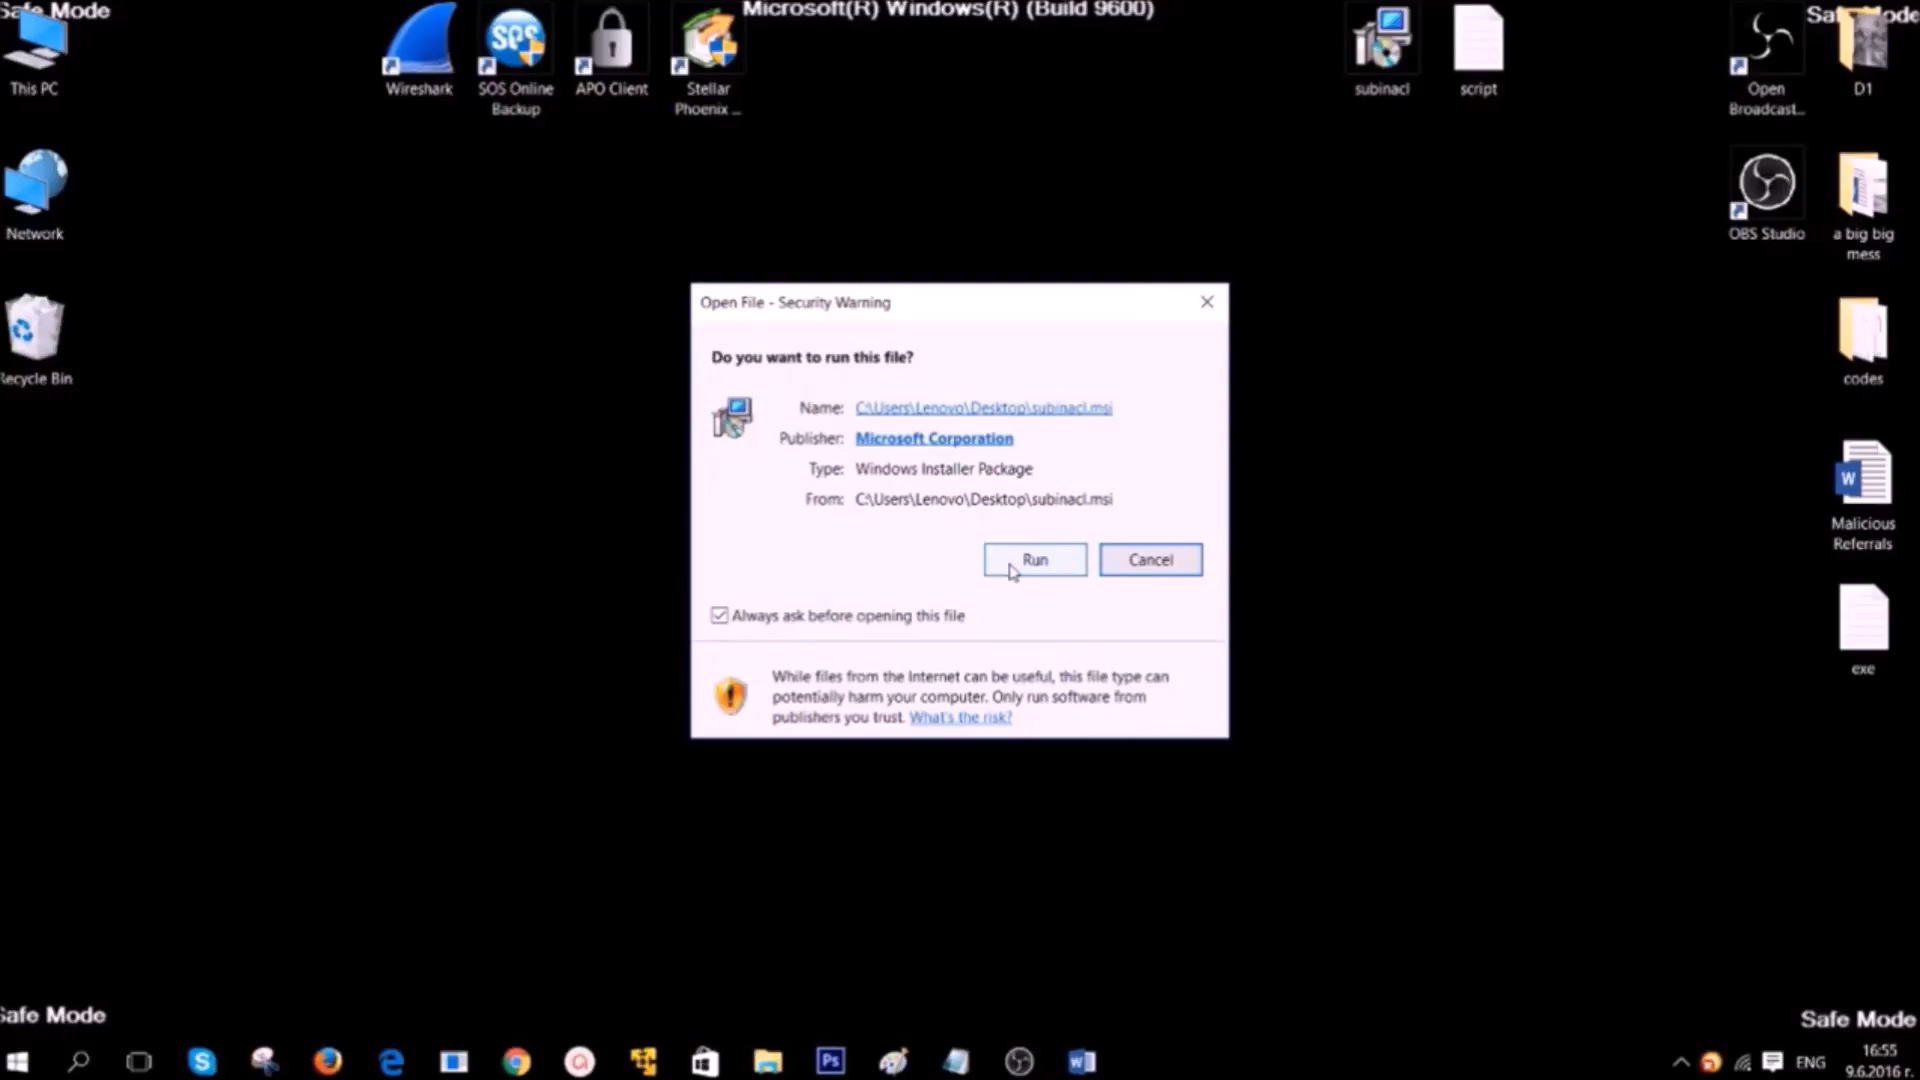 Safe Mode
Microsoft(R) Windows(R) (Build 9600)
Safe Mode
This PC
Wireshark
SOS Online
Backup
APO Client
Stellar
Phoenix ...
subinacl
script
Open
Broadcast...
D1
Network
OBS Studio
a big big
mess
Recycle Bin
codes
Malicious
Referrals
exe
Open File - Security Warning
Do you want to run this file?
Name: C:\Users\Lenovo\Desktop\subinacl.msi
Publisher: Microsoft Corporation
Type: Windows Installer Package
From: C:\Users\Lenovo\Desktop\subinacl.msi
Run
Cancel
Always ask before opening this file
While files from the Internet can be useful, this file type can
potentially harm your computer. Only run software from
publishers you trust. What's the risk?
Safe Mode
Safe Mode
ENG
16:55
9.6.2016 г.